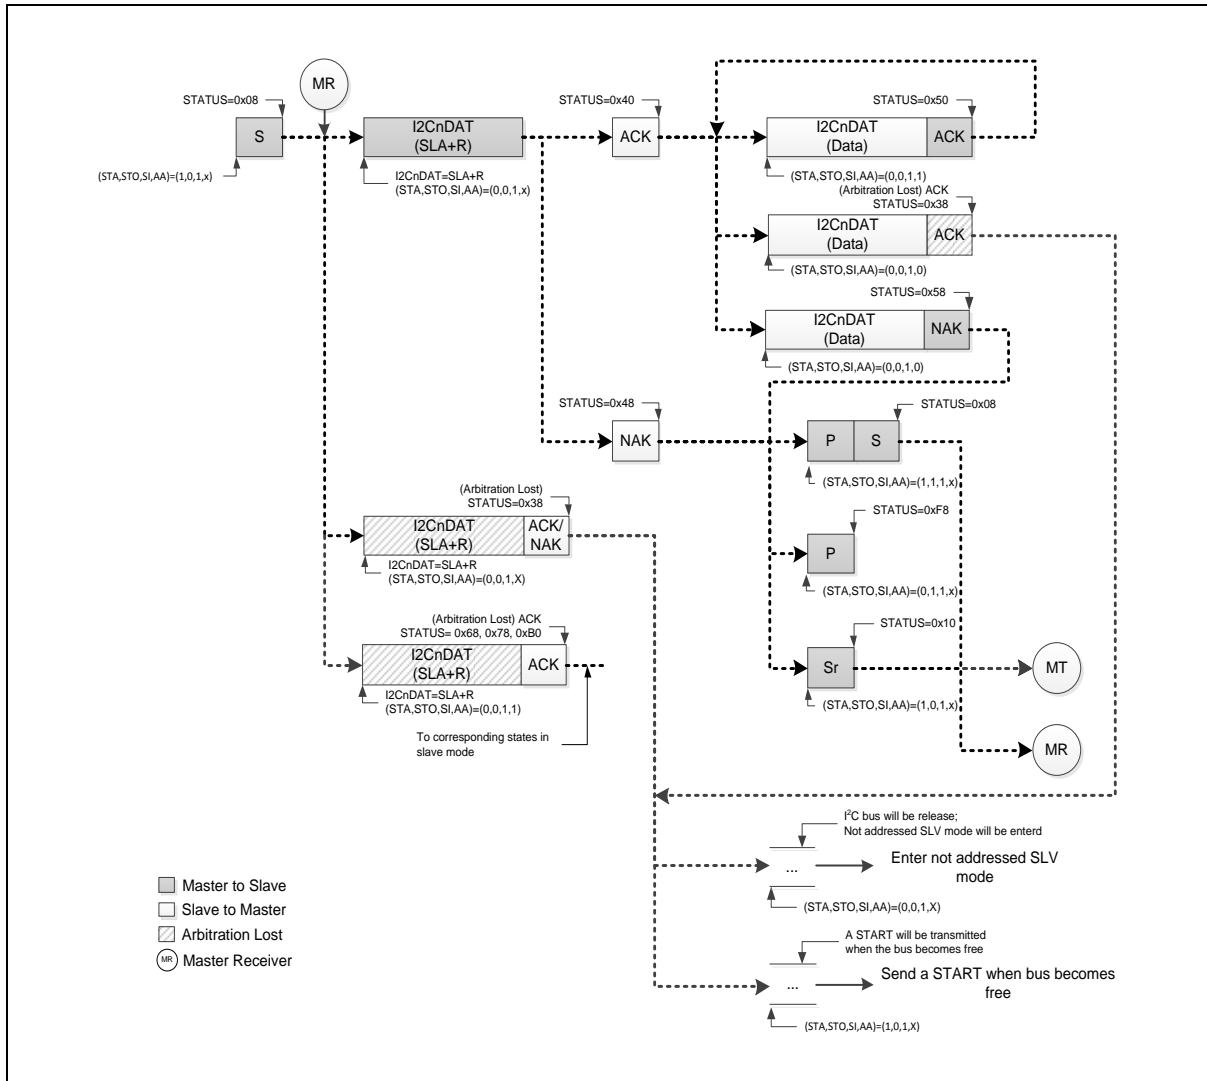 MR
STATUS=0x08
STATUS=0x40
STATUS=0x50
S
I2CnDAT
(SLA+R)
ACK
I2CnDAT
(Data)
ACK
(STA,STO,SI,AA)=(1,0,1,x)
I2CnDAT=SLA+R
(STA,STO,SI,AA)=(0,0,1,x)
(STA,STO,SI,AA)=(0,0,1,1)
(Arbitration Lost) ACK
STATUS=0x38
I2CnDAT
(Data)
ACK
(STA,STO,SI,AA)=(0,0,1,0)
STATUS=0x58
I2CnDAT
(Data)
NAK
(STA,STO,SI,AA)=(0,0,1,0)
STATUS=0x48
STATUS=0x08
NAK
P
S
(STA,STO,SI,AA)=(1,1,1,x)
(Arbitration Lost)
STATUS=0x38
I2CnDAT
(SLA+R)
ACK/
NAK
I2CnDAT=SLA+R
(STA,STO,SI,AA)=(0,0,1,X)
STATUS=0xF8
P
(STA,STO,SI,AA)=(0,1,1,x)
(Arbitration Lost) ACK
STATUS= 0x68, 0x78, 0xB0
I2CnDAT
(SLA+R)
ACK
I2CnDAT=SLA+R
(STA,STO,SI,AA)=(0,0,1,1)
STATUS=0x10
Sr
MT
(STA,STO,SI,AA)=(1,0,1,x)
To corresponding states in
slave mode
MR
I²C bus will be release;
Not addressed SLV mode will be enterd
...
Enter not addressed SLV
mode
(STA,STO,SI,AA)=(0,0,1,X)
Master to Slave
Slave to Master
Arbitration Lost
MR Master Receiver
A START will be transmitted
when the bus becomes free
...
Send a START when bus becomes
free
(STA,STO,SI,AA)=(1,0,1,X)